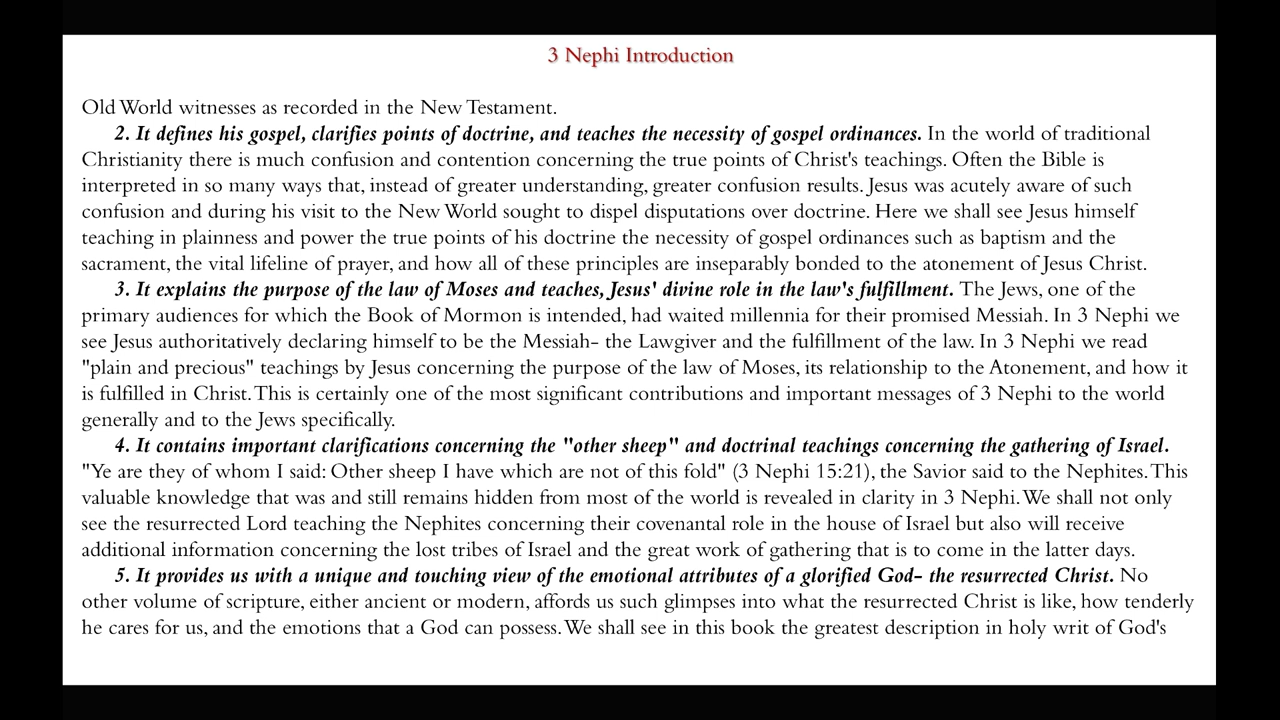 3 Nephi Introduction
Old World witnesses as recorded in the New Testament.
2. It defines his gospel, clarifies points of doctrine, and teaches the necessity of gospel ordinances. In the world of traditional
Christianity there is much confusion and contention concerning the true points of Christ's teachings. Often the Bible is
interpreted in so many ways that, instead of greater understanding, greater confusion results. Jesus was acutely aware of such
confusion and during his visit to the New World sought to dispel disputations over doctrine. Here we shall see Jesus himself
teaching in plainness and power the true points of his doctrine the necessity of gospel ordinances such as baptism and the
sacrament, the vital lifeline of prayer, and how all of these principles are inseparably bonded to the atonement of Jesus Christ.
3. It explains the purpose of the law of Moses and teaches, Jesus' divine role in the law's fulfillment. The Jews, one of the
primary audiences for which the Book of Mormon is intended, had waited millennia for their promised Messiah. In 3 Nephi we
see Jesus authoritatively declaring himself to be the Messiah- the Lawgiver and the fulfillment of the law. In 3 Nephi we read
"plain and precious" teachings by Jesus concerning the purpose of the law of Moses, its relationship to the Atonement, and how it
is fulfilled in Christ. This is certainly one of the most significant contributions and important messages of 3 Nephi to the world
generally and to the Jews specifically.
4. It contains important clarifications concerning the "other sheep" and doctrinal teachings concerning the gathering of Israel.
"Ye are they of whom I said: Other sheep I have which are not of this fold" (3 Nephi 15:21), the Savior said to the Nephites. This
valuable knowledge that was and still remains hidden from most of the world is revealed in clarity in 3 Nephi. We shall not only
see the resurrected Lord teaching the Nephites concerning their covenantal role in the house of Israel but also will receive
additional information concerning the lost tribes of Israel and the great work of gathering that is to come in the latter days.
5. It provides us with a unique and touching view of the emotional attributes of a glorified God- the resurrected Christ. No
other volume of scripture, either ancient or modern, affords us such glimpses into what the resurrected Christ is like, how tenderly
he cares for us, and the emotions that a God can possess. We shall see in this book the greatest description in holy writ of God's